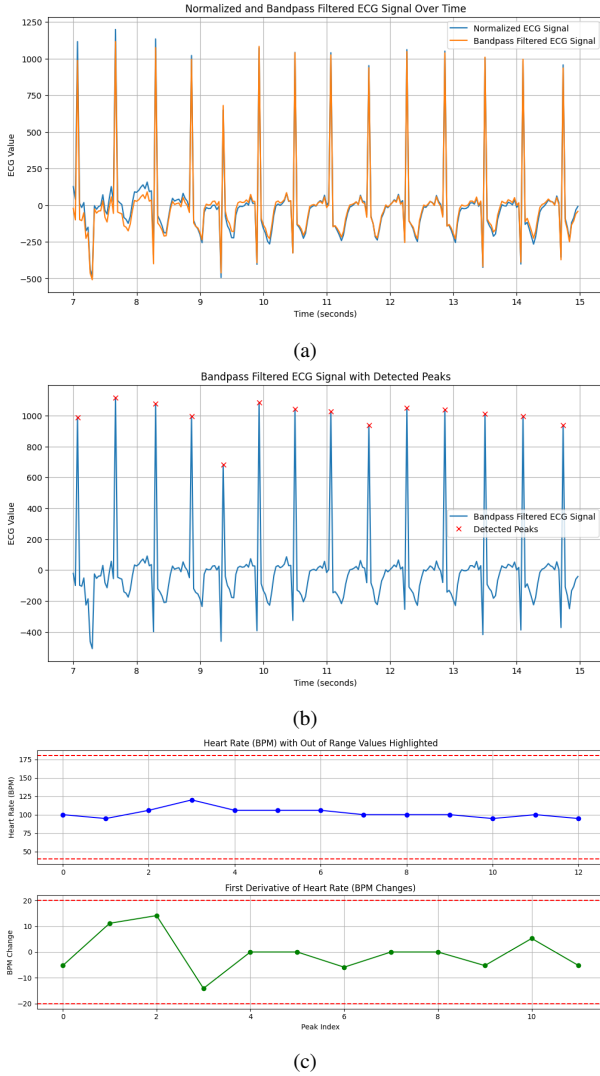 Normalized and Bandpass Filtered ECG Signal Over Time
Normalized ECG Signal
Bandpass Filtered ECG Signal
ECG Value
1250
1000
750
500
250
0
−250
−500
7 8 9 10 11 12 13 14 15
Time (seconds)
(a)
Bandpass Filtered ECG Signal with Detected Peaks
ECG Value
1000
800
600
400
200
0
−200
−400
Bandpass Filtered ECG Signal
Detected Peaks
7 8 9 10 11 12 13 14 15
Time (seconds)
(b)
Heart Rate (BPM) with Out of Range Values Highlighted
Heart Rate (BPM)
175
150
125
100
75
50
0 2 4 6 8 10 12
First Derivative of Heart Rate (BPM Changes)
BPM Change
20
10
0
−10
−20
0 2 4 6 8 10
Peak Index
(c)